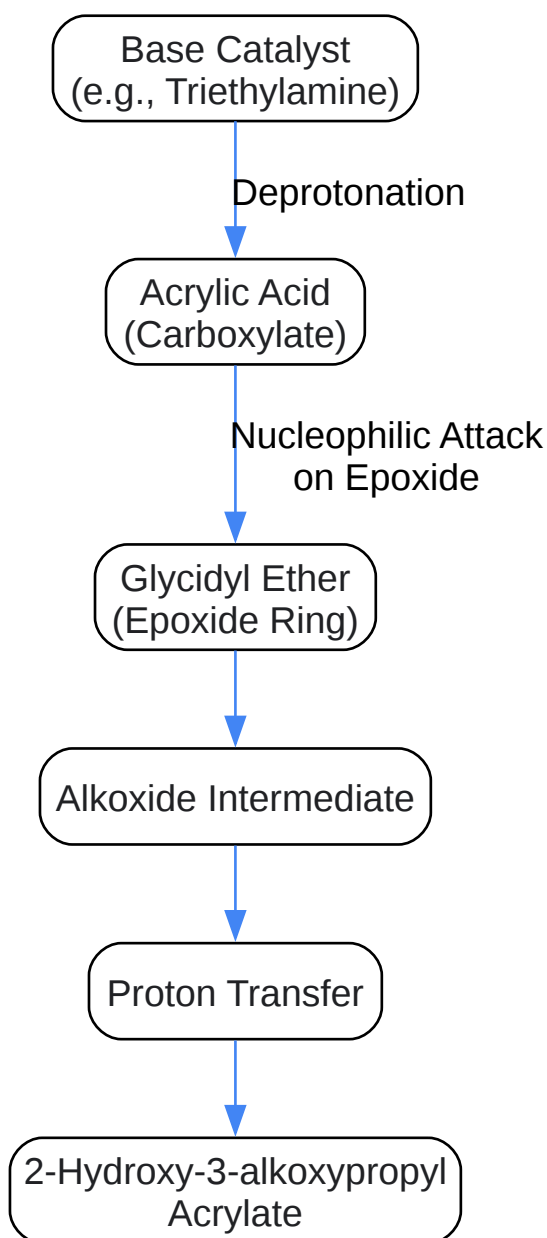 Base Catalyst
(e.g., Triethylamine)
Deprotonation
Acrylic Acid
(Carboxylate)
Nucleophilic Attack
on Epoxide
Glycidyl Ether
(Epoxide Ring)
Alkoxide Intermediate
Proton Transfer
2-Hydroxy-3-alkoxypropyl
Acrylate